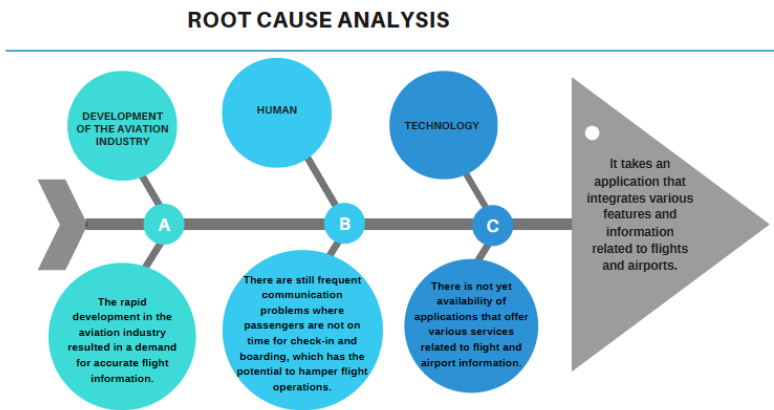 ROOT CAUSE ANALYSIS
DEVELOPMENT
OF THE AVIATION
INDUSTRY
HUMAN
TECHNOLOGY
A
B
C
The rapid
development in the
aviation industry
resulted in a demand
for accurate flight
information.
There are still frequent
communication
problems where
passengers are not on
time for check-in and
boarding, which has the
potential to hamper flight
operations.
There is not yet
availability of
applications that offer
various services
related to flight and
airport information.
It takes an
application that
integrates various
features and
information
related to flights
and airports.